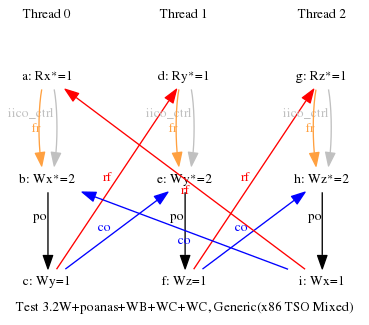 Thread 0 Thread 1 Thread 2
a: Rx*=1 d: Ry*=1 g: Rz*=1
iico_ctrl iico_ctrl iico_ctrl
fr fr fr
b: Wx*=2 e: Wy*=2 h: Wz*=2
rf rf rf
po po po
co co co
c: Wy=1 f: Wz=1 i: Wx=1
Test 3.2W+poanas+WB+WC+WC, Generic(x86 TSO Mixed)